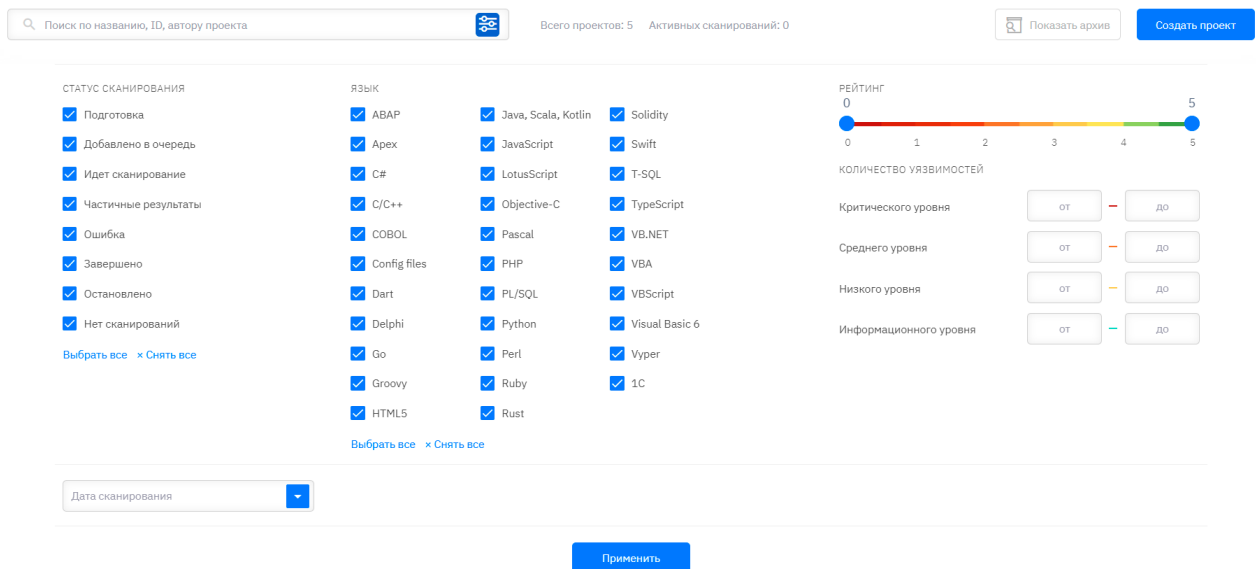 Поиск по названию, ID, автору проекта
Всего проектов: 5 Активных сканирований: 0
Показать архив
Создать проект
СТАТУС СКАНИРОВАНИЯ
Подготовка
Добавлено в очередь
Идет сканирование
Частичные результаты
Ошибка
Завершено
Остановлено
Нет сканирований
Выбрать все × Снять все
ЯЗЫК
ABAP
Apex
C#
C/C++
COBOL
Config files
Dart
Delphi
Go
Groovy
HTML5
Java, Scala, Kotlin
JavaScript
LotusScript
Objective-C
Pascal
PHP
PL/SQL
Python
Perl
Ruby
Rust
Solidity
Swift
T-SQL
TypeScript
VB.NET
VBA
VBScript
Visual Basic 6
Vyper
1C
Выбрать все × Снять все
РЕЙТИНГ
0 5
0 1 2 3 4 5
КОЛИЧЕСТВО УЯЗВИМОСТЕЙ
Критического уровня от – до
Среднего уровня от – до
Низкого уровня от – до
Информационного уровня от – до
Дата сканирования
Применить